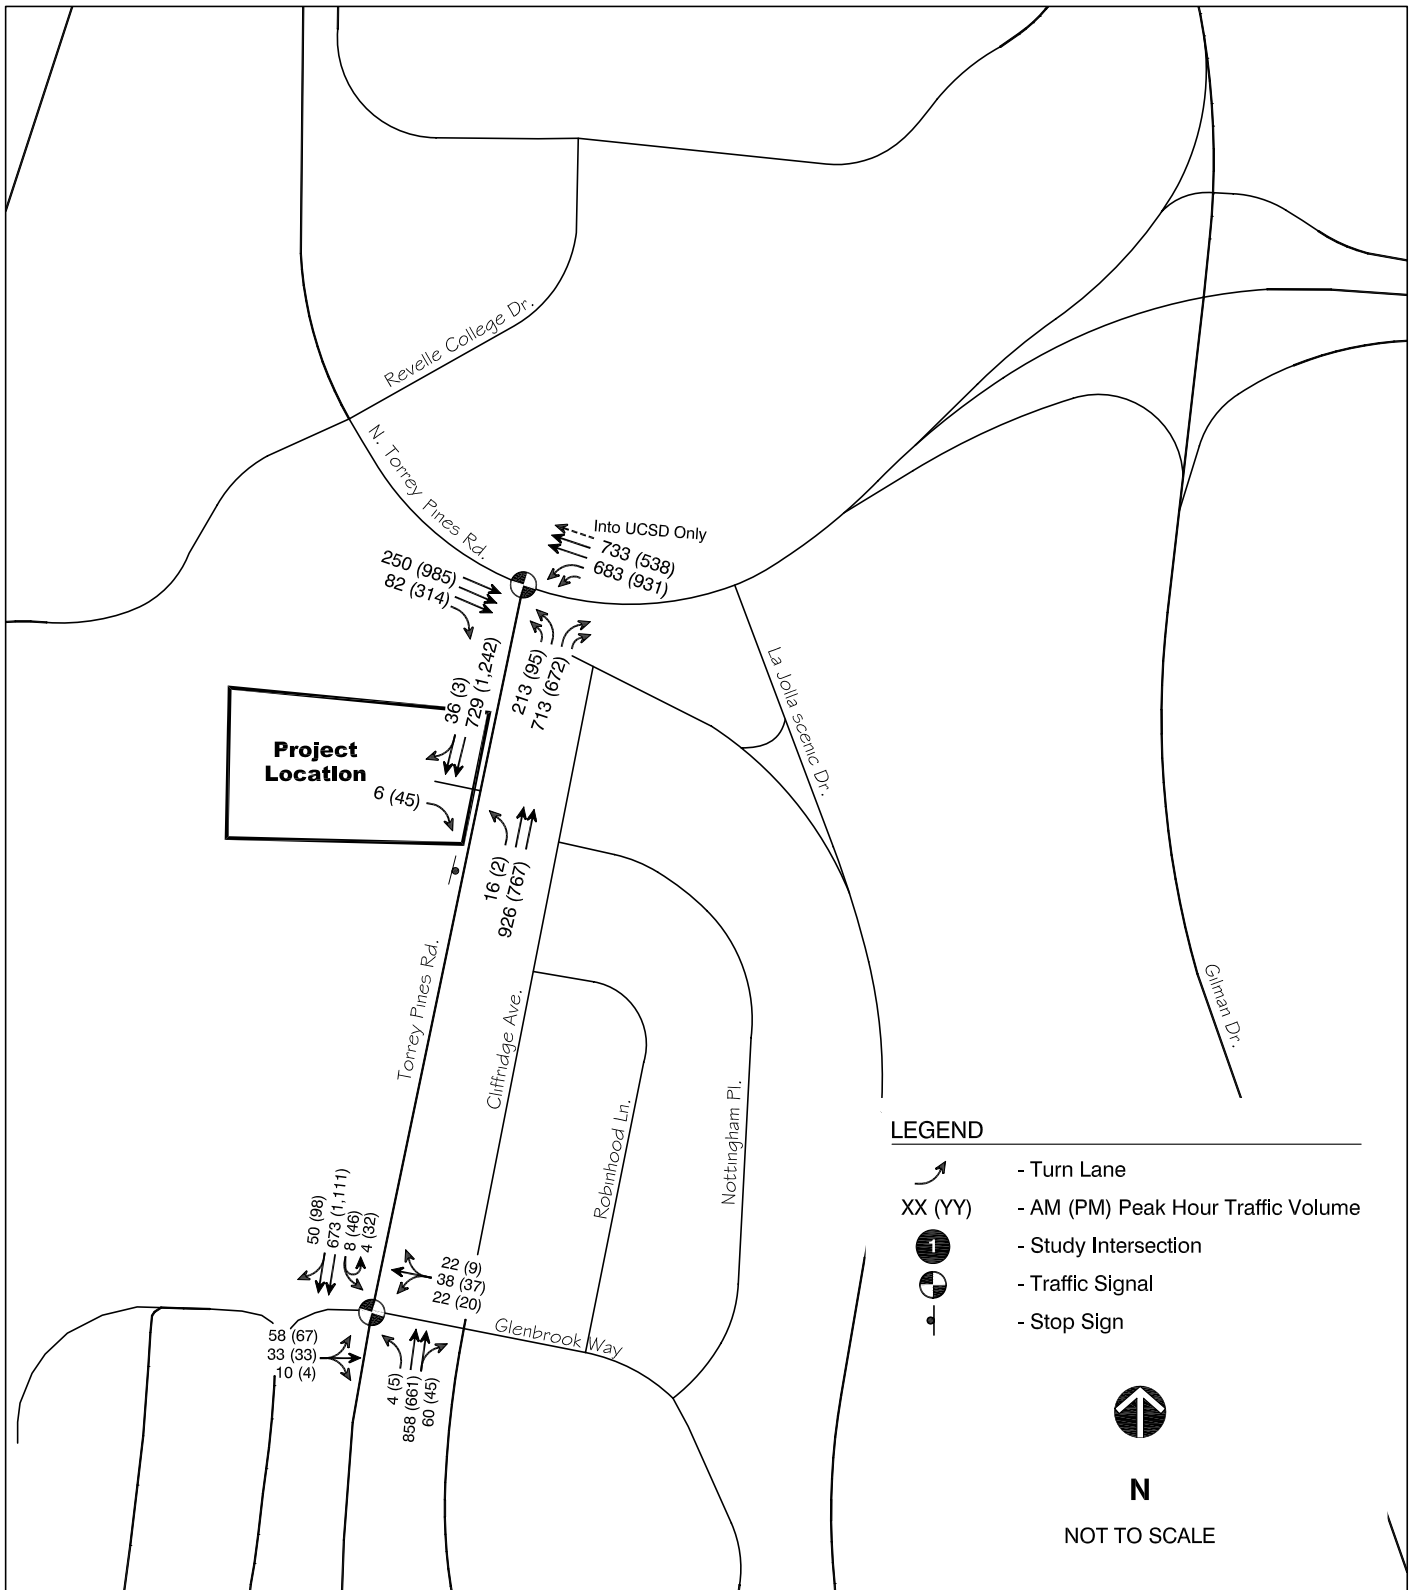 Revelle College Dr.
N. Torrey Pines Rd.
Into UCSD Only
733 (538)
683 (931)
250 (985)
82 (314)
36 (3)
729 (1,242)
213 (95)
713 (672)
La Jolla Scenic Dr.
Project
Location
6 (45)
16 (2)
926 (767)
Torrey Pines Rd.
Cliffridge Ave.
Gilman Dr.
Robinhood Ln.
Nottingham Pl.
LEGEND
- Turn Lane
XX (YY) - AM (PM) Peak Hour Traffic Volume
1 - Study Intersection
- Traffic Signal
- Stop Sign
50 (98)
673 (1,111)
8 (46)
4 (32)
22 (9)
38 (37)
22 (20)
Glenbrook Way
58 (67)
33 (33)
10 (4)
4 (5)
858 (661)
60 (45)
N
NOT TO SCALE